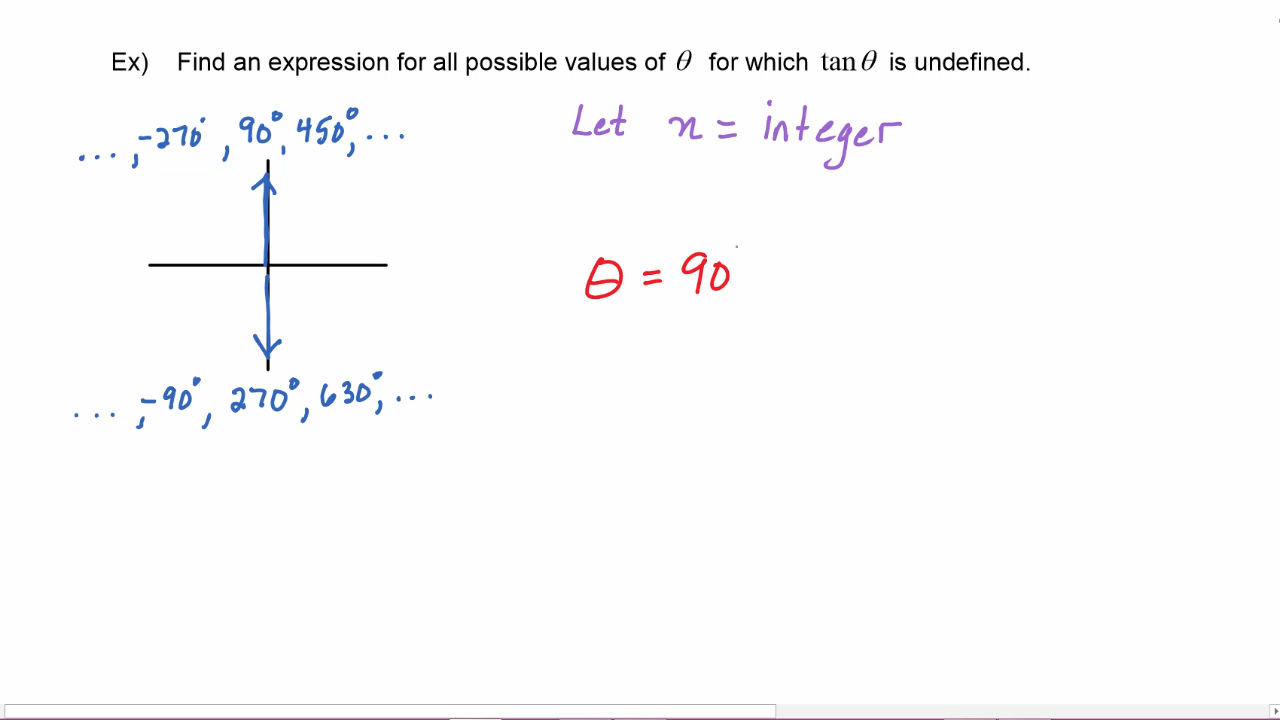 Ex) Find an expression for all possible values of θ for which tan θ is undefined.
Let n = integer
..., -270°, 90°, 450°, ...
θ = 90
..., -90°, 270°, 630°, ...